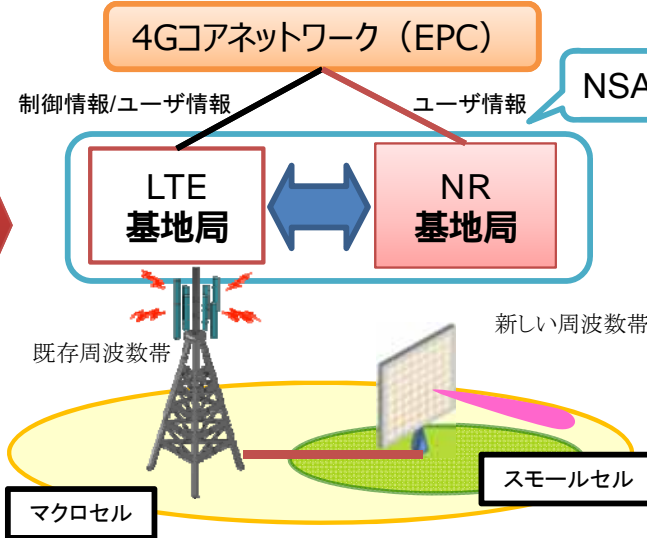 4Gコアネットワーク（EPC）
制御情報/ユーザ情報
ユーザ情報
NSA
LTE
基地局
NR
基地局
既存周波数帯
新しい周波数帯
スモールセル
マクロセル